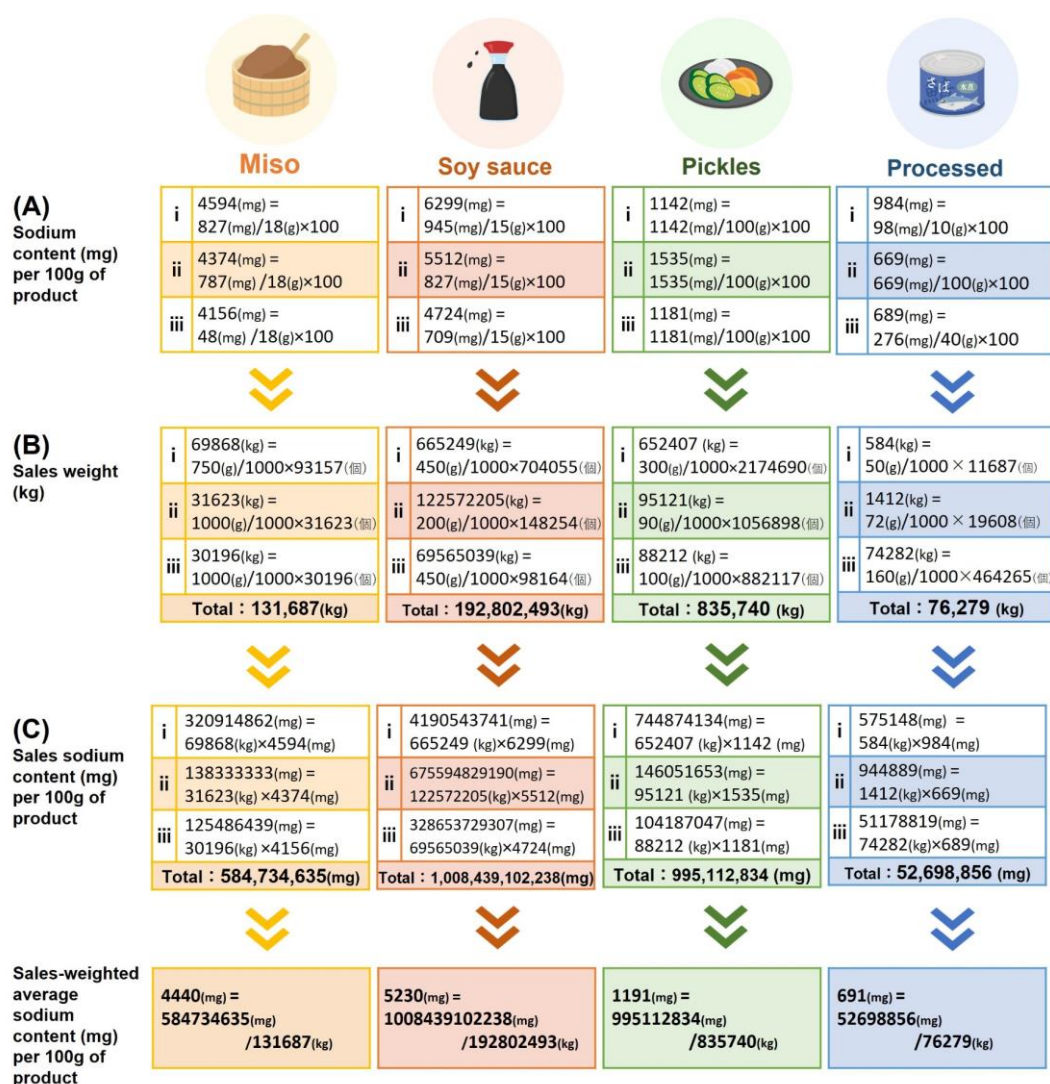 さば
水煮
Miso
Soy sauce
Pickles
Processed
(A)
Sodium
content (mg)
per 100g of
product
i
4594(mg) =
827(mg)/18(g)×100
ii
4374(mg) =
787(mg) /18(g)×100
iii
4156(mg) =
48(mg) /18(g)×100
6299(mg) =
945(mg)/15(g)×100
5512(mg) =
827(mg)/15(g)×100
4724(mg) =
709(mg)/15(g)×100
i
1142(mg) =
1142(mg)/100(g)×100
ii
1535(mg) =
1535(mg)/100(g)×100
iii
1181(mg) =
1181(mg)/100(g)×100
i
984(mg) =
98(mg)/10(g)×100
ii
669(mg) =
669(mg)/100(g)×100
iii
689(mg) =
276(mg)/40(g)×100
(B)
Sales weight
(kg)
i
69868(kg) =
750(g)/1000×93157(個)
ii
31623(kg) =
1000(g)/1000×31623(個)
iii
30196(kg) =
1000(g)/1000×30196(個)
Total：131,687(kg)
i
665249(kg) =
450(g)/1000×704055(個)
ii
122572205(kg) =
200(g)/1000×148254(個)
iii
69565039(kg) =
450(g)/1000×98164(個)
Total：192,802,493(kg)
i
652407 (kg) =
300(g)/1000×2174690(個)
ii
95121(kg) =
90(g)/1000×1056898(個)
iii
88212 (kg) =
100(g)/1000×882117(個)
Total：835,740 (kg)
i
584(kg) =
50(g)/1000 × 11687(個)
ii
1412(kg) =
72(g)/1000 × 19608(個)
iii
74282(kg) =
160(g)/1000×464265(個)
Total：76,279 (kg)
(C)
Sales sodium
content (mg)
per 100g of
product
i
320914862(mg) =
69868(kg)×4594(mg)
ii
138333333(mg) =
31623(kg) ×4374(mg)
iii
125486439(mg) =
30196(kg) ×4156(mg)
Total：584,734,635(mg)
i
4190543741(mg) =
665249 (kg)×6299(mg)
ii
675594829190(mg) =
122572205(kg)×5512(mg)
iii
328653729307(mg) =
69565039(kg)×4724(mg)
Total：1,008,439,102,238(mg)
i
744874134(mg) =
652407 (kg)×1142 (mg)
ii
146051653(mg) =
95121 (kg)×1535(mg)
iii
104187047(mg) =
88212 (kg)×1181(mg)
Total：995,112,834 (mg)
i
575148(mg) =
584(kg)×984(mg)
ii
944889(mg) =
1412(kg)×669(mg)
iii
51178819(mg) =
74282(kg)×689(mg)
Total：52,698,856 (mg)
Sales-weighted
average
sodium
content (mg)
per 100g of
product
4440(mg) =
584734635(mg)
/131687(kg)
5230(mg) =
1008439102238(mg)
/192802493(kg)
1191(mg) =
995112834(mg)
/835740(kg)
691(mg) =
52698856(mg)
/76279(kg)